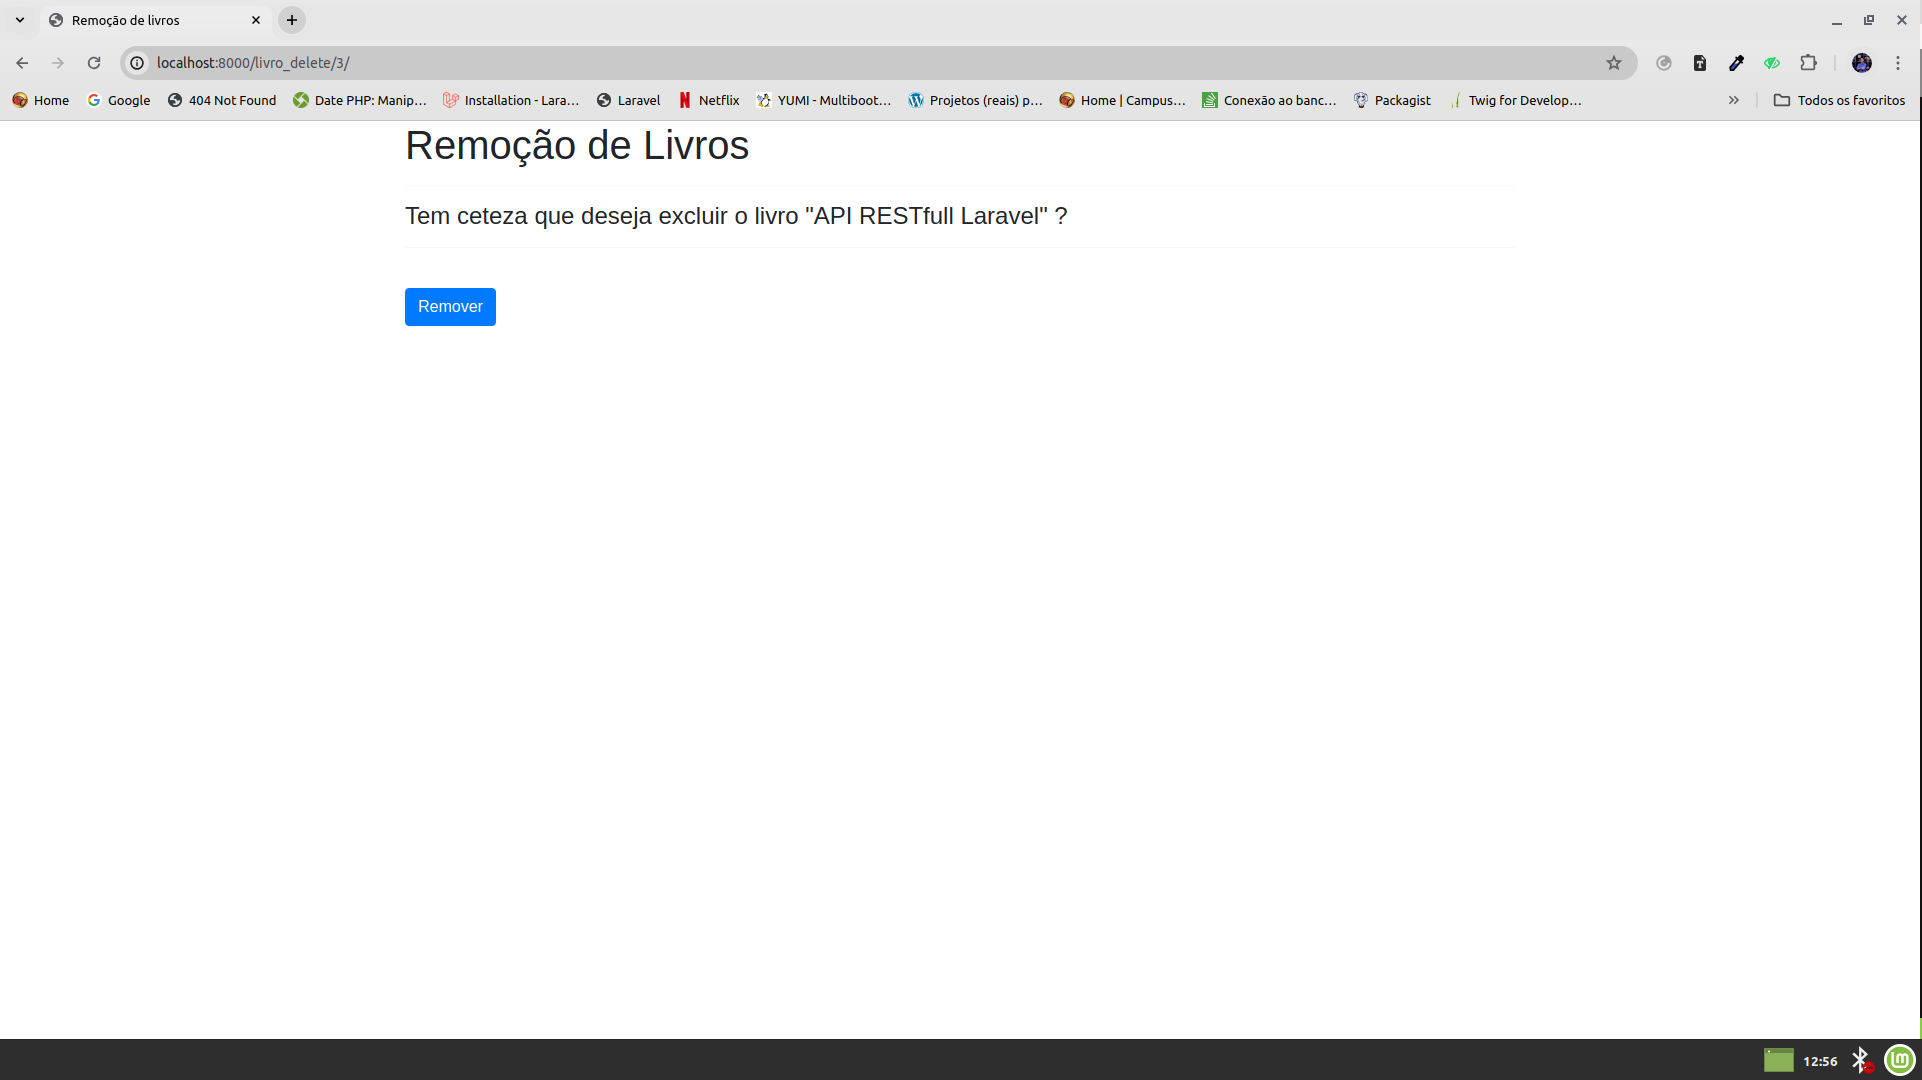 Remoção de livros
localhost:8000/livro_delete/3/
Home Google 404 Not Found Date PHP: Manip... Installation - Lara... Laravel Netflix YUMI - Multiboot... Projetos (reais) p... Home | Campus... Conexão ao banc... Packagist Twig for Develop... » Todos os favoritos
Remoção de Livros
Tem ceteza que deseja excluir o livro "API RESTfull Laravel" ?
Remover
12:56